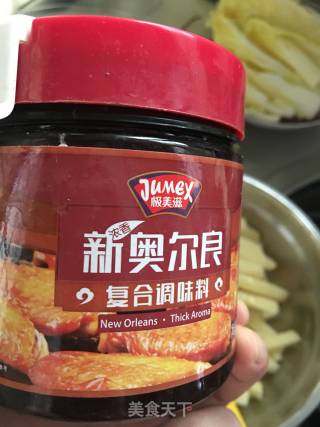 JUMEX
极美滋
浓香
新奥尔良
复合调味料
New Orleans · Thick Aroma
美食天下